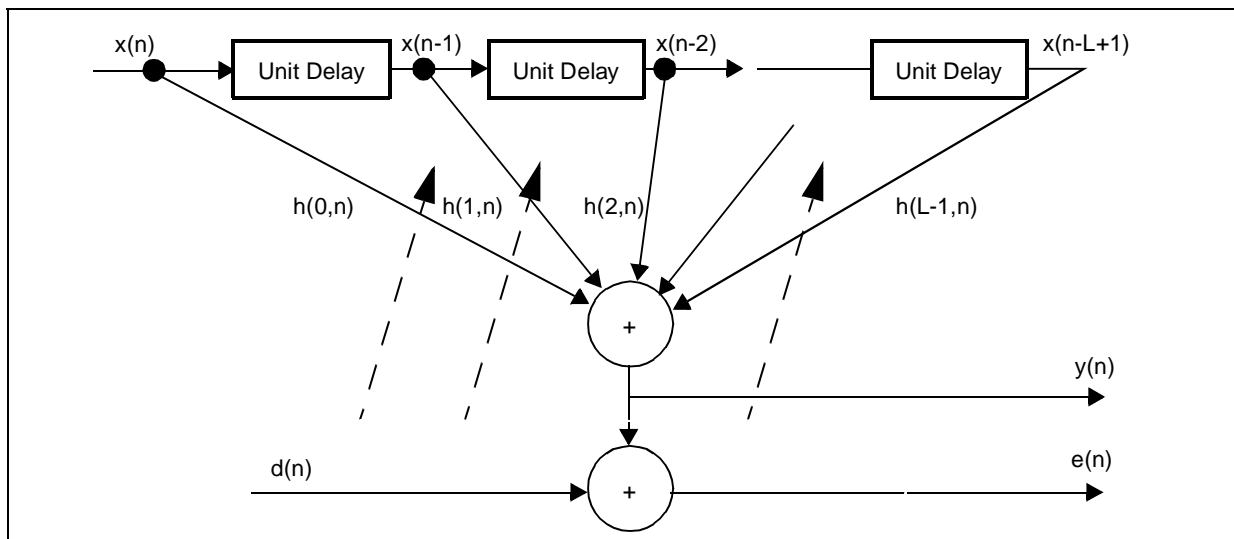 x(n)
x(n-1)
x(n-2)
x(n-L+1)
Unit Delay
Unit Delay
Unit Delay
h(0,n)
h(1,n)
h(2,n)
h(L-1,n)
+
y(n)
d(n)
e(n)
+